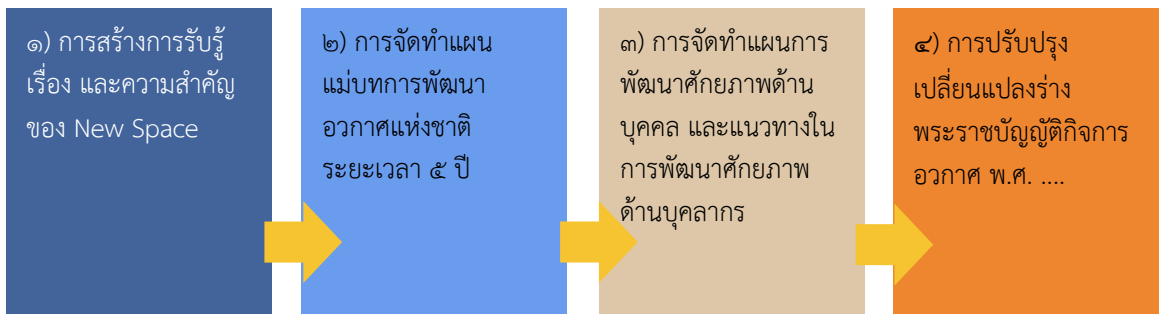 ๑) การสร้างการรับรู้
เรื่อง และความสำคัญ
ของ New Space
๒) การจัดทำแผน
แม่บทการพัฒนา
อวกาศแห่งชาติ
ระยะเวลา ๕ ปี
๓) การจัดทำแผนการ
พัฒนาศักยภาพด้าน
บุคคล และแนวทางใน
การพัฒนาศักยภาพ
ด้านบุคลากร
๔) การปรับปรุง
เปลี่ยนแปลงร่าง
พระราชบัญญัติกิจการ
อวกาศ พ.ศ. ....